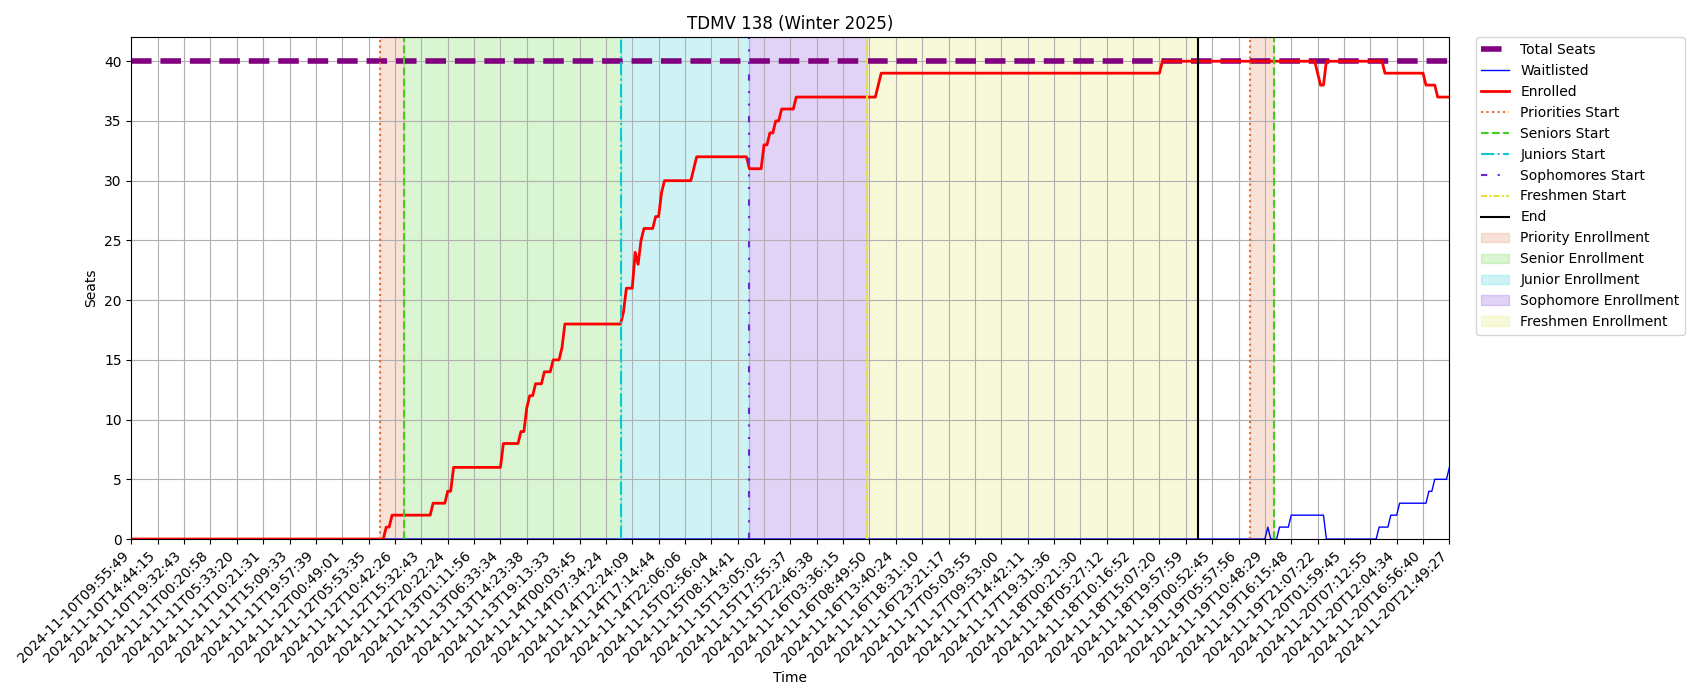 TDMV 138 (Winter 2025)
Seats
40
35
30
25
20
15
10
5
0
2024-11-10T09:55:49
2024-11-10T14:44:15
2024-11-10T19:32:43
2024-11-11T00:20:58
2024-11-11T05:33:20
2024-11-11T10:21:31
2024-11-11T15:09:33
2024-11-11T19:57:39
2024-11-12T00:49:01
2024-11-12T05:53:35
2024-11-12T10:42:26
2024-11-12T15:32:43
2024-11-12T20:22:24
2024-11-13T01:11:56
2024-11-13T06:33:34
2024-11-13T14:23:38
2024-11-13T19:13:33
2024-11-14T00:03:45
2024-11-14T07:34:24
2024-11-14T12:24:09
2024-11-14T17:14:44
2024-11-14T22:06:06
2024-11-15T02:56:04
2024-11-15T08:14:41
2024-11-15T13:05:02
2024-11-15T17:55:37
2024-11-15T22:46:38
2024-11-16T03:36:15
2024-11-16T08:49:50
2024-11-16T13:40:24
2024-11-16T18:31:10
2024-11-16T23:21:17
2024-11-17T05:03:55
2024-11-17T09:53:00
2024-11-17T14:42:11
2024-11-17T19:31:36
2024-11-18T00:21:30
2024-11-18T05:27:12
2024-11-18T10:16:52
2024-11-18T15:07:20
2024-11-18T19:57:59
2024-11-19T00:52:45
2024-11-19T05:57:56
2024-11-19T10:48:29
2024-11-19T16:15:48
2024-11-19T21:07:22
2024-11-20T01:59:45
2024-11-20T07:12:55
2024-11-20T12:04:34
2024-11-20T16:56:40
2024-11-20T21:49:27
Time
Total Seats
Waitlisted
Enrolled
Priorities Start
Seniors Start
Juniors Start
Sophomores Start
Freshmen Start
End
Priority Enrollment
Senior Enrollment
Junior Enrollment
Sophomore Enrollment
Freshmen Enrollment